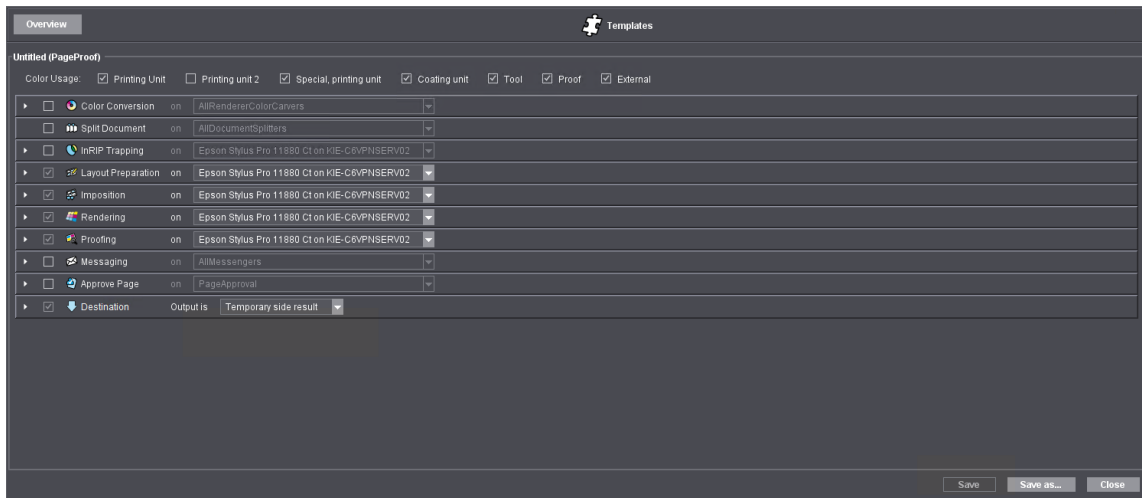 Overview
Templates
Untitled (PageProof)
Color Usage: Printing Unit Printing unit 2 Special, printing unit Coating unit Tool Proof External
Color Conversion on AllRendererColorCarvers
Split Document on AllDocumentSplitters
InRIP Trapping on Epson Stylus Pro 11880 Ct on KIE-C6VPNSERV02
Layout Preparation on Epson Stylus Pro 11880 Ct on KIE-C6VPNSERV02
Imposition on Epson Stylus Pro 11880 Ct on KIE-C6VPNSERV02
Rendering on Epson Stylus Pro 11880 Ct on KIE-C6VPNSERV02
Proofing on Epson Stylus Pro 11880 Ct on KIE-C6VPNSERV02
Messaging on AllMessengers
Approve Page on PageApproval
Destination Output is Temporary side result
Save Save as... Close